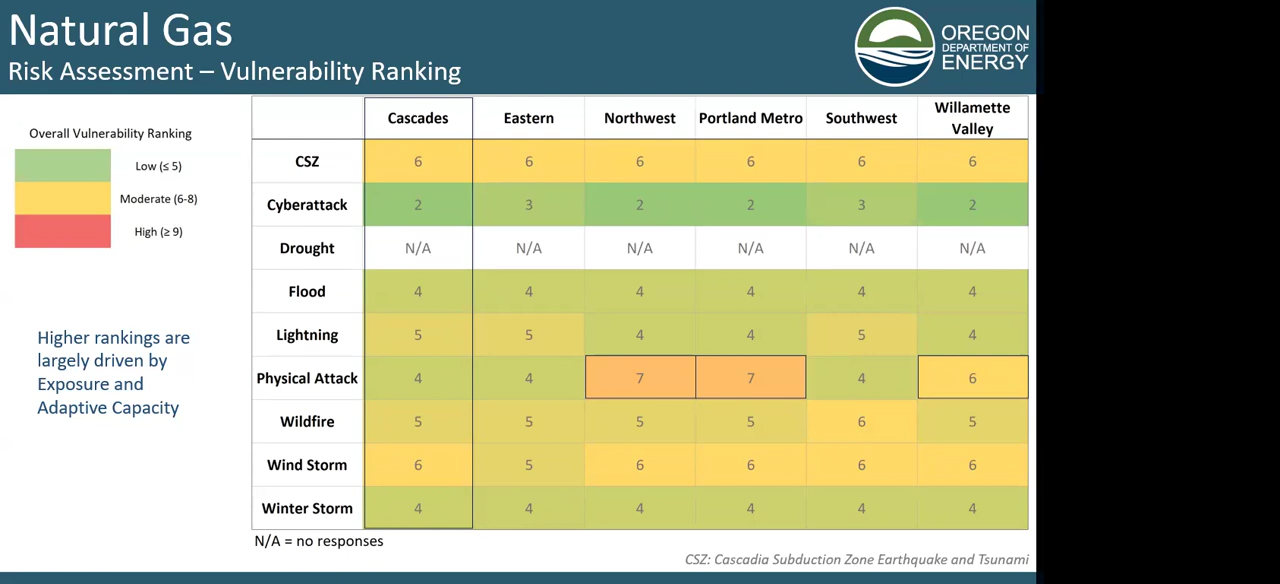 Natural Gas
Risk Assessment – Vulnerability Ranking
OREGON
DEPARTMENT OF
ENERGY
Overall Vulnerability Ranking
Low (≤ 5)
Moderate (6-8)
High (≥ 9)
Higher rankings are
largely driven by
Exposure and
Adaptive Capacity
Cascades Eastern Northwest Portland Metro Southwest Willamette Valley
CSZ 6 6 6 6 6 6
Cyberattack 2 3 2 2 3 2
Drought N/A N/A N/A N/A N/A N/A
Flood 4 4 4 4 4 4
Lightning 5 5 4 4 5 4
Physical Attack 4 4 7 7 4 6
Wildfire 5 5 5 5 6 5
Wind Storm 6 5 6 6 6 6
Winter Storm 4 4 4 4 4 4
N/A = no responses
CSZ: Cascadia Subduction Zone Earthquake and Tsunami